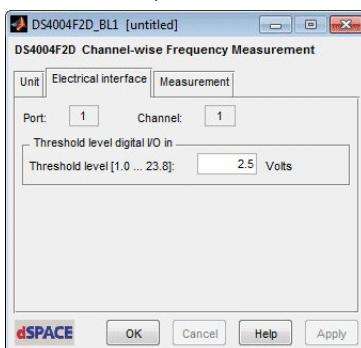 DS4004F2D_BL1 [untitled]
DS4004F2D Channel-wise Frequency Measurement
Unit Electrical interface Measurement
Port: 1 Channel: 1
Threshold level digital I/O in
Threshold level [1.0 ... 23.8]: 2.5 Volts
dSPACE OK Cancel Help Apply